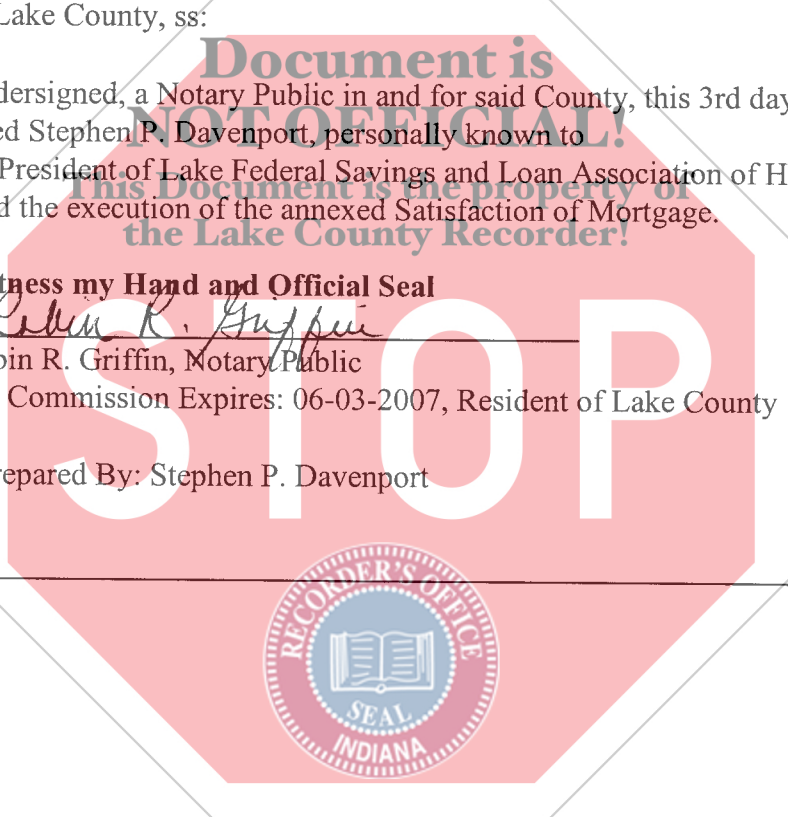 Lake County, ss:
Document is
dersigned, a Notary Public in and for said County, this 3rd day
NOT OFFICIAL!
ed Stephen P. Davenport, personally known to
President of Lake Federal Savings and Loan Association of H
This Document is the property of
d the execution of the annexed Satisfaction of Mortgage.
the Lake County Recorder!
tness my Hand and Official Seal
Robin R. Griffin
bin R. Griffin, Notary Public
Commission Expires: 06-03-2007, Resident of Lake County
STOP
repared By: Stephen P. Davenport
RECORDER'S OFFICE
SEAL
INDIANA